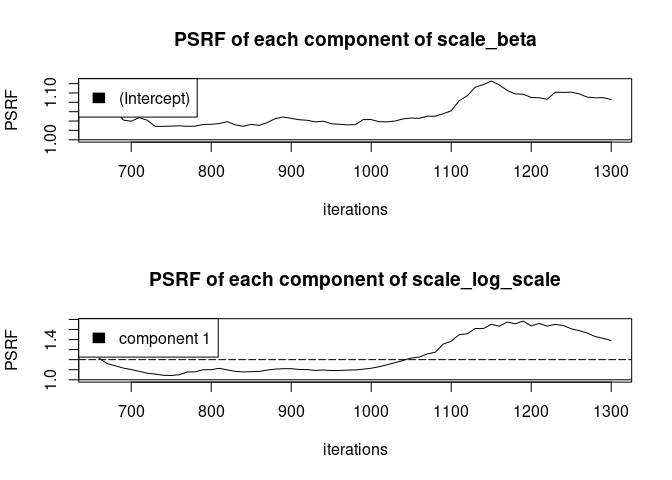 PSRF of each component of scale_beta
PSRF
1.00 1.10
(Intercept)
700 800 900 1000 1100 1200 1300
iterations
PSRF of each component of scale_log_scale
PSRF
1.0 1.4
component 1
700 800 900 1000 1100 1200 1300
iterations